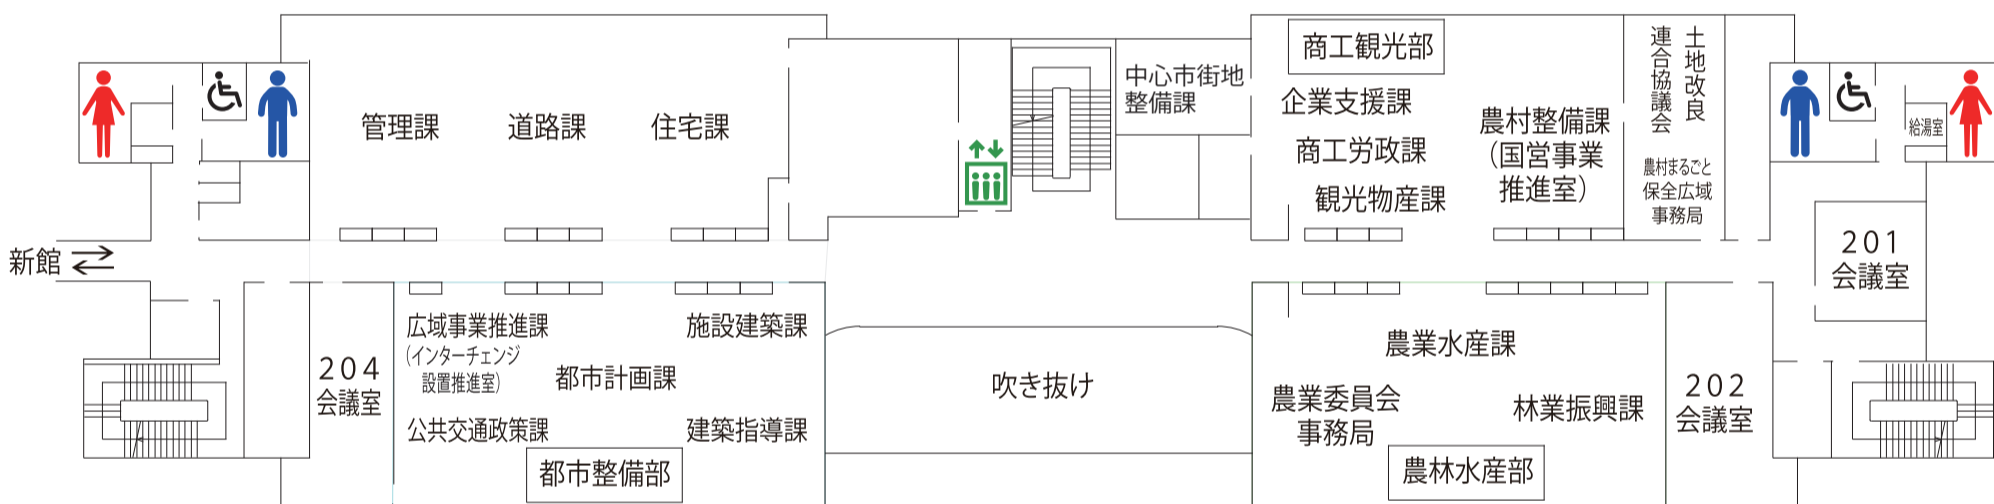 新館
管理課
道路課
住宅課
中心市街地
整備課
商工観光部
企業支援課
商工労政課
観光物産課
農村整備課
（国営事業
推進室）
土地改良
連合協議会
農村まるごと
保全広域
事務局
給湯室
201
会議室
204
会議室
広域事業推進課
（インターチェンジ
設置推進室）
施設建築課
都市計画課
公共交通政策課
建築指導課
都市整備部
吹き抜け
農業水産課
農業委員会
事務局
林業振興課
農林水産部
202
会議室